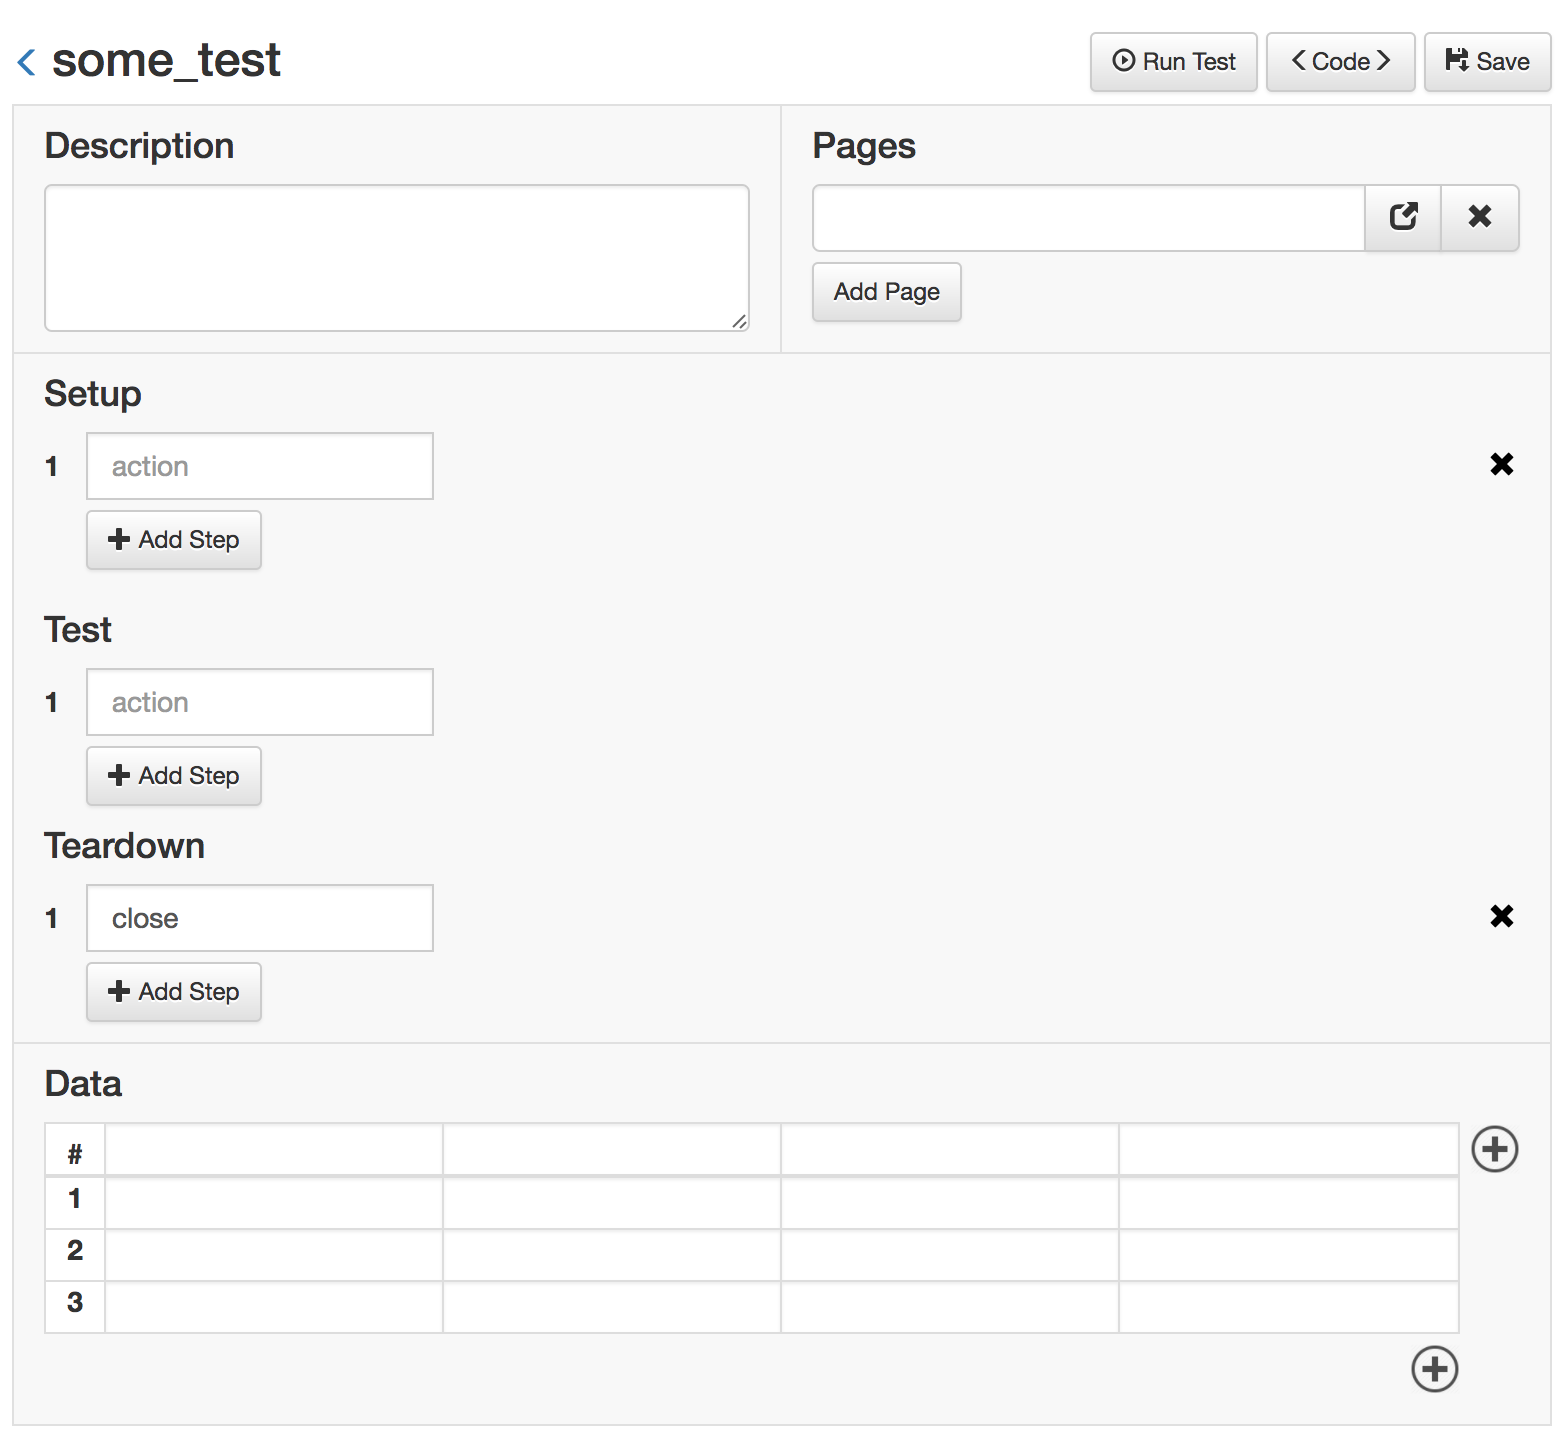 some_test
Run Test
Code
Save
Description
Pages
Add Page
Setup
1 action
Add Step
Test
1 action
Add Step
Teardown
1 close
Add Step
Data
#
1
2
3